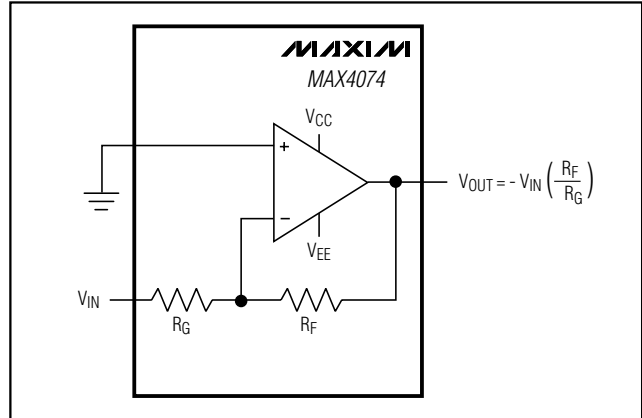 MAXIM
MAX4074
VCC
+
−
VEE
VOUT = - VIN (RF/RG)
VIN
RG
RF